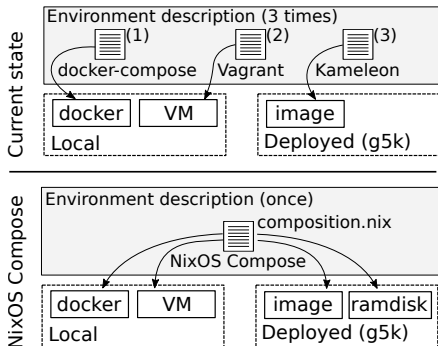 Current state
Environment description (3 times)
(1) (2) (3)
docker-compose Vagrant Kameleon
docker VM image
Local Deployed (g5k)
NixOS Compose
Environment description (once)
composition.nix
NixOS Compose
docker VM image ramdisk
Local Deployed (g5k)